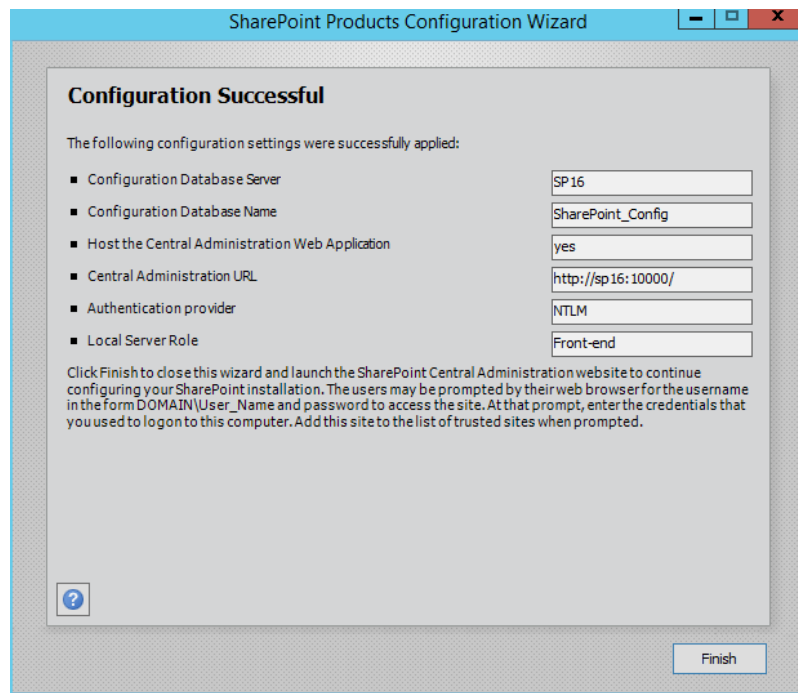 SharePoint Products Configuration Wizard
Configuration Successful
The following configuration settings were successfully applied:
Configuration Database Server SP16
Configuration Database Name SharePoint_Config
Host the Central Administration Web Application yes
Central Administration URL http://sp16:10000/
Authentication provider NTLM
Local Server Role Front-end
Click Finish to close this wizard and launch the SharePoint Central Administration website to continue
configuring your SharePoint installation. The users may be prompted by their web browser for the username
in the form DOMAIN\User_Name and password to access the site. At that prompt, enter the credentials that
you used to logon to this computer. Add this site to the list of trusted sites when prompted.
?
Finish